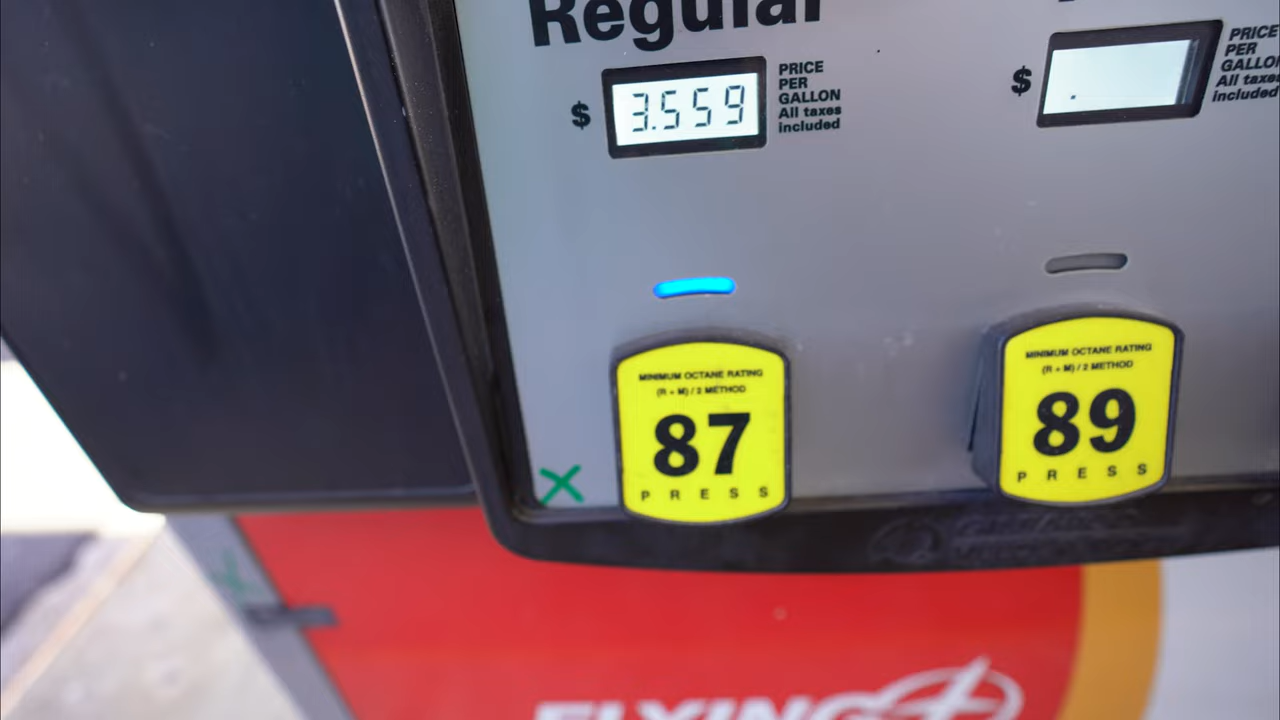 Regular
$ 3.559
PRICE
PER
GALLON
All taxes
included
$ .
PRICE
PER
GALLON
All taxes
included
MINIMUM OCTANE RATING
(R + M) / 2 METHOD
87
PRESS
MINIMUM OCTANE RATING
(R + M) / 2 METHOD
89
PRESS
FLYING